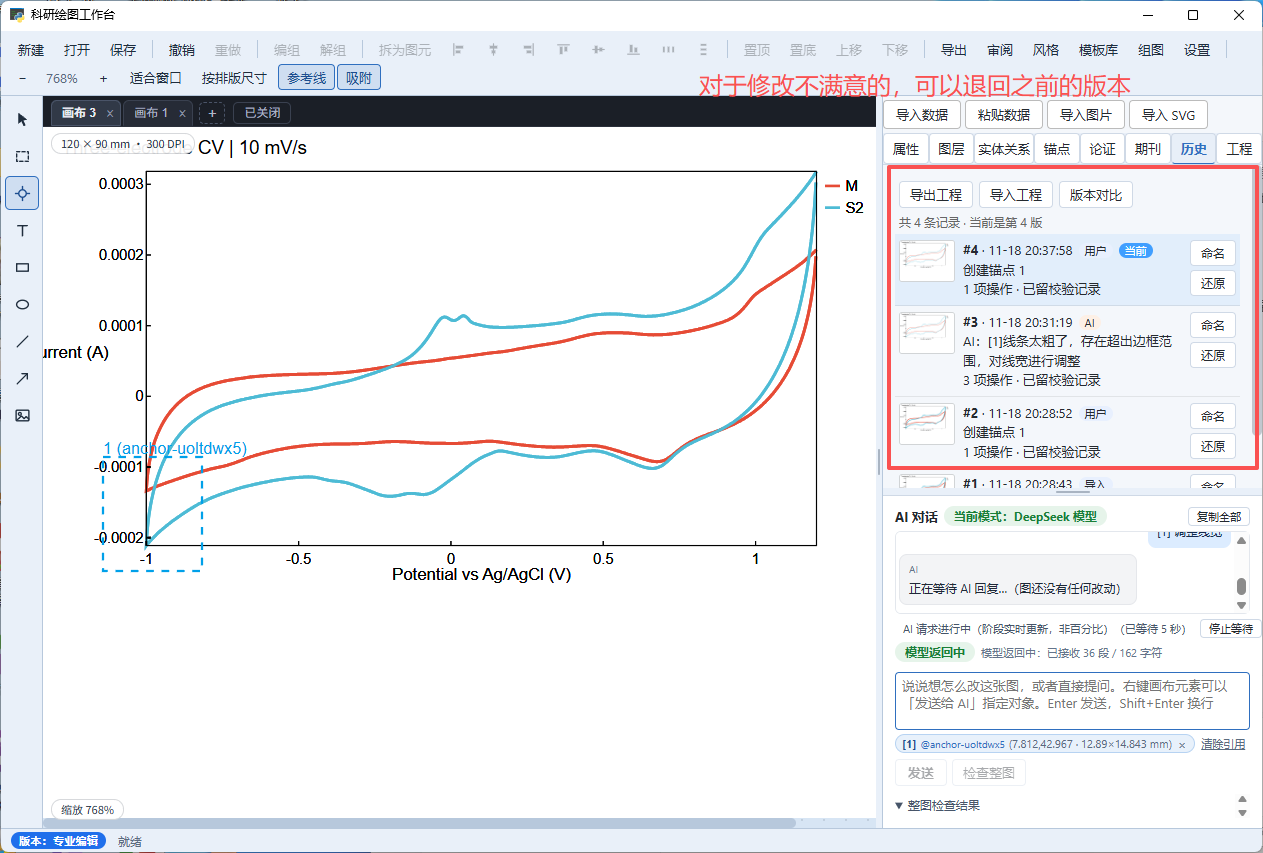 科研绘图工作台
新建 打开 保存 撤销 重做 编组 解组 拆为图元 置顶 置底 上移 下移 导出 审阅 风格 模板库 组图 设置
− 768% + 适合窗口 按排版尺寸 参考线 吸附
对于修改不满意的，可以退回之前的版本
画布 3 × 画布 1 × + 已关闭
导入数据 粘贴数据 导入图片 导入 SVG
属性 图层 实体关系 锚点 论证 期刊 历史 工程
120 × 90 mm · 300 DPI
CV | 10 mV/s
M
S2
0.0003
0.0002
0.0001
0
-0.0001
-0.0002
urrent (A)
1 (anchor-uoltdwx5)
-1 -0.5 0 0.5 1
Potential vs Ag/AgCl (V)
缩放 768%
导出工程 导入工程 版本对比
共 4 条记录 · 当前是第 4 版
#4 · 11-18 20:37:58 用户 当前
创建锚点 1
1 项操作 · 已留校验记录
命名
还原
#3 · 11-18 20:31:19 AI
AI：[1]线条太粗了，存在超出边框范
围，对线宽进行调整
3 项操作 · 已留校验记录
命名
还原
#2 · 11-18 20:28:52 用户
创建锚点 1
1 项操作 · 已留校验记录
命名
还原
#1 · 11-18 20:28:43 导入
命名
AI 对话 当前模式：DeepSeek 模型 复制全部
[1] 调整线宽
AI
正在等待 AI 回复...（图还没有任何改动）
AI 请求进行中（阶段实时更新，非百分比）（已等待 5 秒） 停止等待
模型返回中 模型返回中：已接收 36 段 / 162 字符
说说想怎么改这张图，或者直接提问。右键画布元素可以
「发送给 AI」指定对象。Enter 发送，Shift+Enter 换行
[1] @anchor-uoltdwx5 (7.812,42.967 · 12.89×14.843 mm) × 清除引用
发送 检查整图
▼ 整图检查结果
版本：专业编辑 就绪